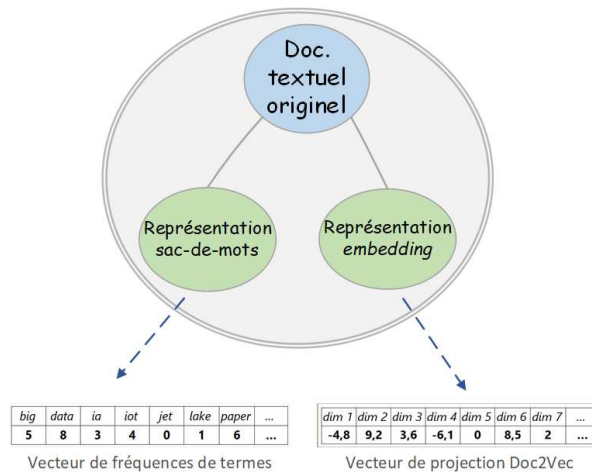 Doc.
textuel
originel
Représentation
sac-de-mots
Représentation
embedding
big data ia iot jet lake paper ...
5 8 3 4 0 1 6 ...
Vecteur de fréquences de termes
dim 1 dim 2 dim 3 dim 4 dim 5 dim 6 dim 7 ...
-4,8 9,2 3,6 -6,1 0 8,5 2 ...
Vecteur de projection Doc2Vec